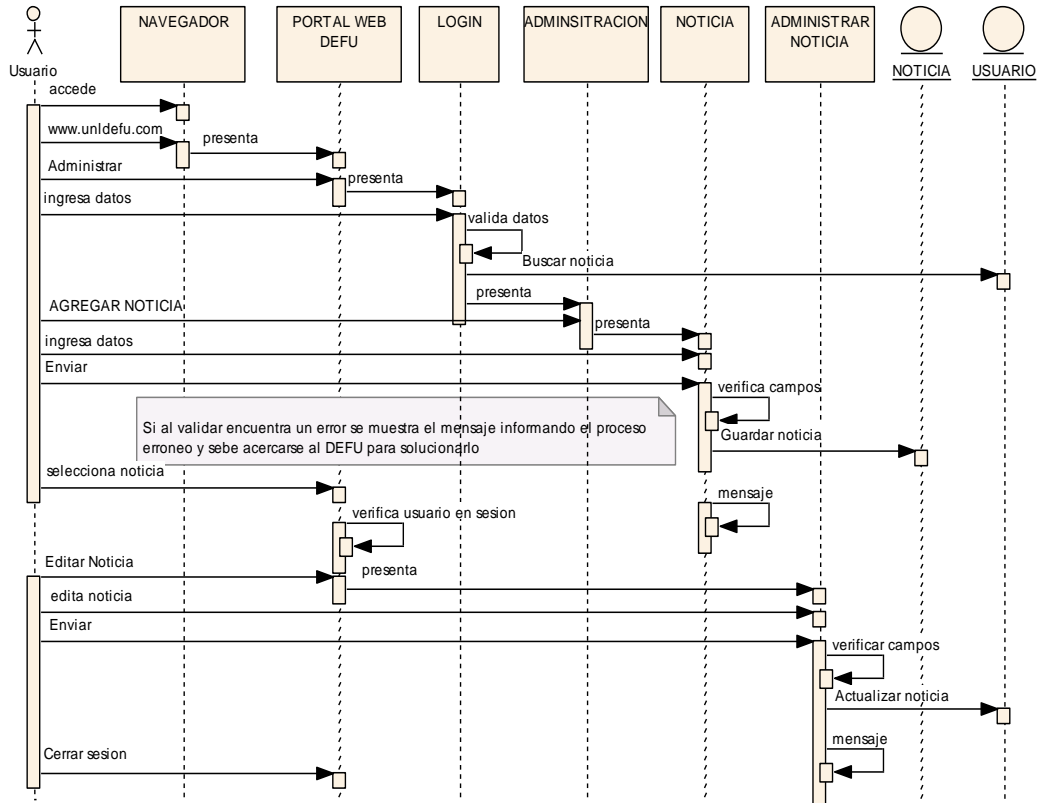 NAVEGADOR
PORTAL WEB
DEFU
LOGIN
ADMINSITRACION
NOTICIA
ADMINISTRAR
NOTICIA
Usuario
NOTICIA
USUARIO
accede
www.unldefu.com
presenta
Administrar
presenta
ingresa datos
valida datos
Buscar noticia
presenta
AGREGAR NOTICIA
presenta
ingresa datos
Enviar
verifica campos
Si al validar encuentra un error se muestra el mensaje informando el proceso
erroneo y sebe acercarse al DEFU para solucionarlo
Guardar noticia
selecciona noticia
mensaje
verifica usuario en sesion
Editar Noticia
presenta
edita noticia
Enviar
verificar campos
Actualizar noticia
mensaje
Cerrar sesion